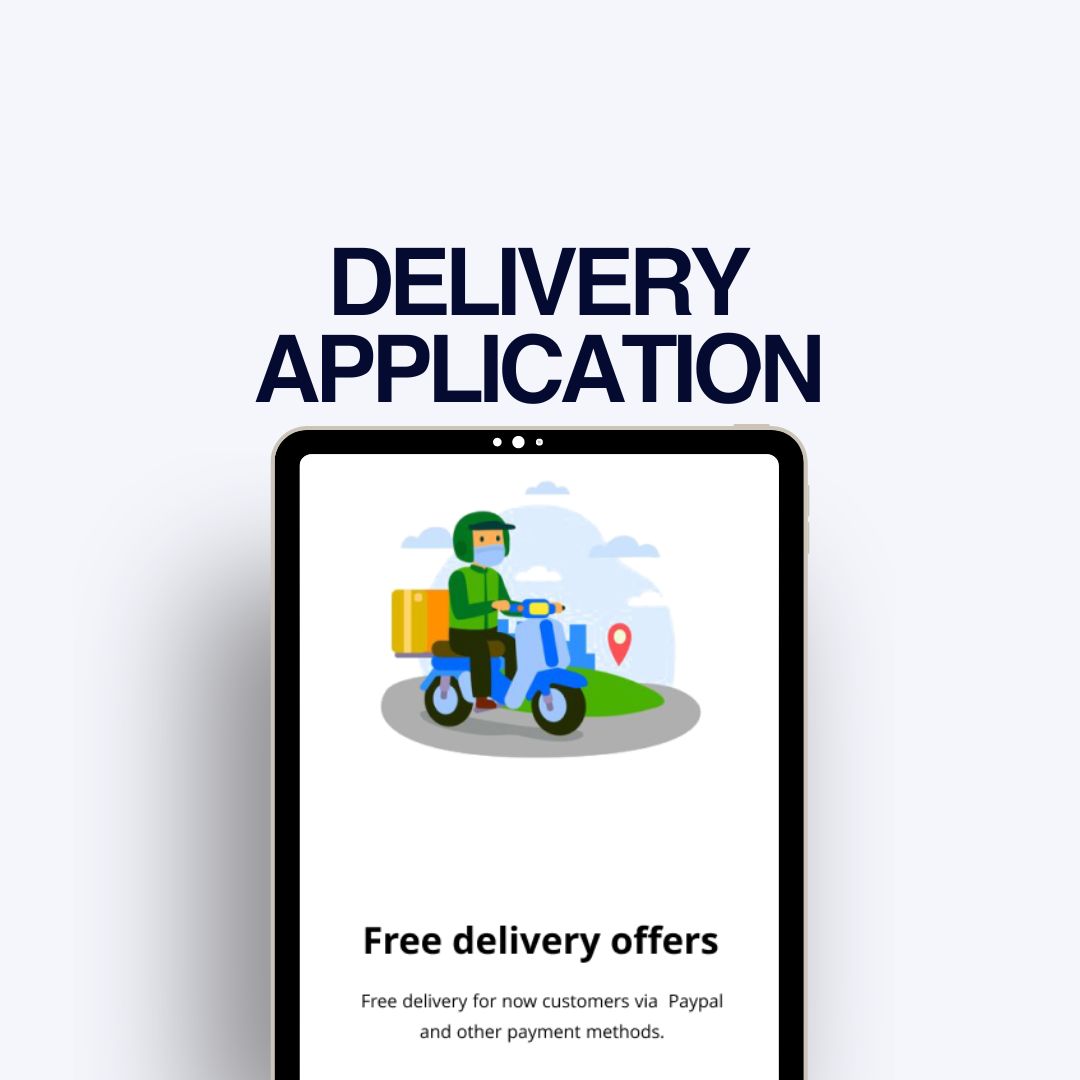 DELIVERY
APPLICATION
Free delivery offers
Free delivery for now customers via Paypal
and other payment methods.